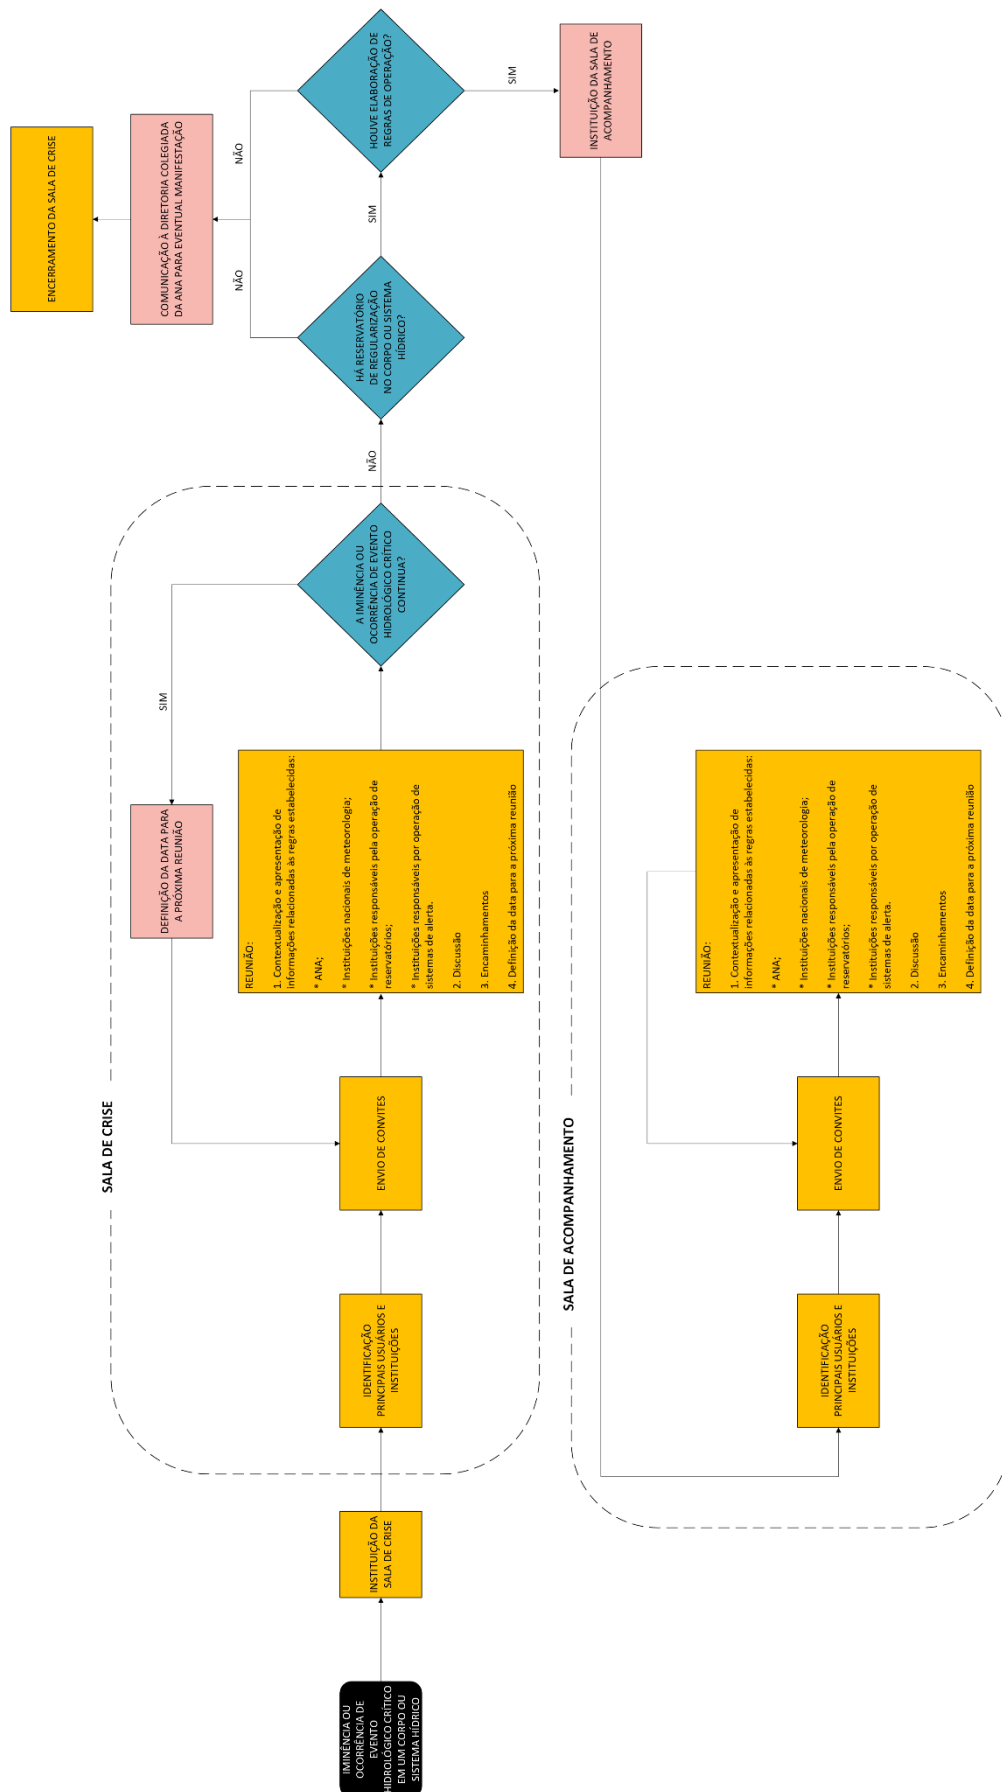 IMINÊNCIA OU
OCORRÊNCIA DE
EVENTO
HIDROLÓGICO CRÍTICO
EM UM CORPO OU
SISTEMA HÍDRICO
INSTITUIÇÃO DA
SALA DE CRISE
SALA DE CRISE
IDENTIFICAÇÃO
PRINCIPAIS USUÁRIOS E
INSTITUIÇÕES
ENVIO DE CONVITES
REUNIÃO:
1. Contextualização e apresentação de
informações relacionadas às regras estabelecidas:
* ANA;
* Instituições nacionais de meteorologia;
* Instituições responsáveis pela operação de
reservatórios;
* Instituições responsáveis por operação de
sistemas de alerta.
2. Discussão
3. Encaminhamentos
4. Definição da data para a próxima reunião
DEFINIÇÃO DA DATA PARA
A PRÓXIMA REUNIÃO
SIM
A IMINÊNCIA OU
OCORRÊNCIA DE EVENTO
HIDROLÓGICO CRÍTICO
CONTINUA?
NÃO
HÁ RESERVATÓRIO
DE REGULARIZAÇÃO
NO CORPO OU SISTEMA
HÍDRICO?
NÃO
SIM
HOUVE ELABORAÇÃO DE
REGRAS DE OPERAÇÃO?
NÃO
SIM
COMUNICAÇÃO À DIRETORIA COLEGIADA
DA ANA PARA EVENTUAL MANIFESTAÇÃO
ENCERRAMENTO DA SALA DE CRISE
INSTITUIÇÃO DA SALA DE
ACOMPANHAMENTO
SALA DE ACOMPANHAMENTO
IDENTIFICAÇÃO
PRINCIPAIS USUÁRIOS E
INSTITUIÇÕES
ENVIO DE CONVITES
REUNIÃO:
1. Contextualização e apresentação de
informações relacionadas às regras estabelecidas:
* ANA;
* Instituições nacionais de meteorologia;
* Instituições responsáveis pela operação de
reservatórios;
* Instituições responsáveis por operação de
sistemas de alerta.
2. Discussão
3. Encaminhamentos
4. Definição da data para a próxima reunião